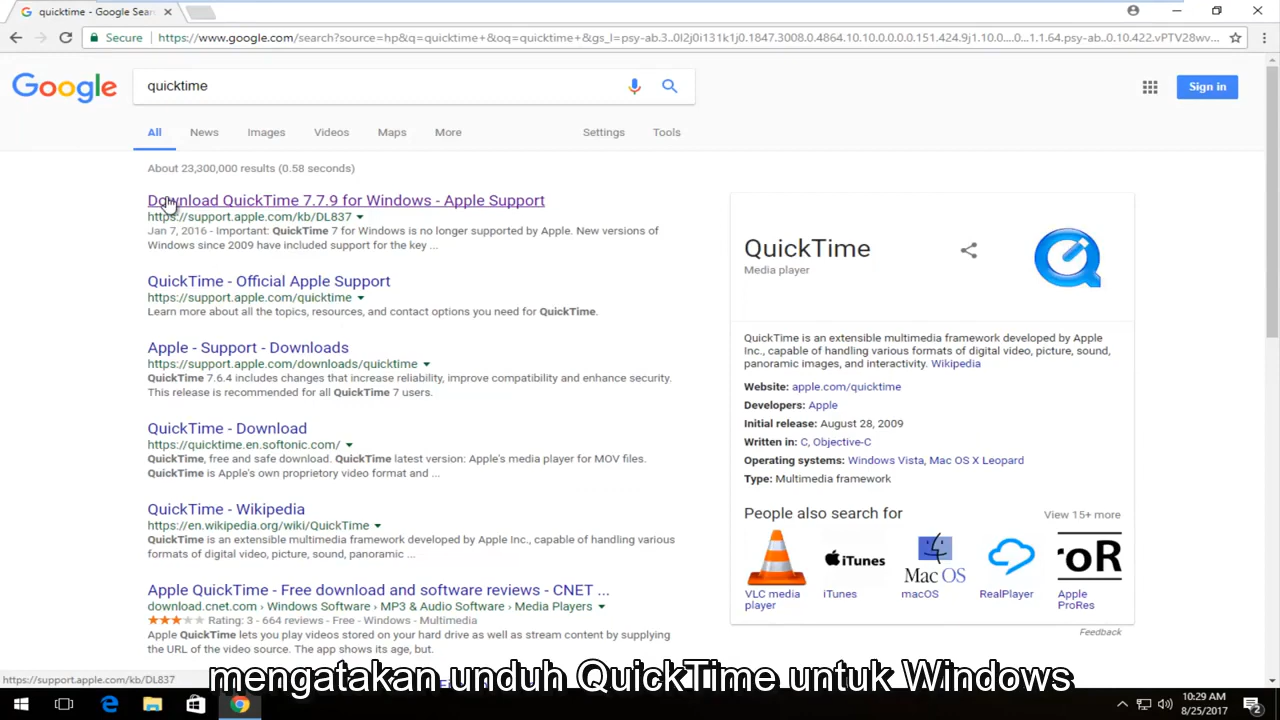 quicktime - Google Sear
Secure
https://www.google.com/search?source=hp&q=quicktime+&oq=quicktime+&gs_l=psy-ab.3..0l2j0i131k1j0.1847.3008.0.4864.10.10.0.0.0.0.151.424.9j1.10.0....0...1.1.64.psy-ab..0.10.422.vPTV28wv...
Google
quicktime
Sign in
All News Images Videos Maps More Settings Tools
About 23,300,000 results (0.58 seconds)
Download QuickTime 7.7.9 for Windows - Apple Support
https://support.apple.com/kb/DL837
Jan 7, 2016 - Important: QuickTime 7 for Windows is no longer supported by Apple. New versions of
Windows since 2009 have included support for the key ...
QuickTime - Official Apple Support
https://support.apple.com/quicktime
Learn more about all the topics, resources, and contact options you need for QuickTime.
Apple - Support - Downloads
https://support.apple.com/downloads/quicktime
QuickTime 7.6.4 includes changes that increase reliability, improve compatibility and enhance security.
This release is recommended for all QuickTime 7 users.
QuickTime - Download
https://quicktime.en.softonic.com/
QuickTime, free and safe download. QuickTime latest version: Apple's media player for MOV files.
QuickTime is Apple's own proprietary video format and ...
QuickTime - Wikipedia
https://en.wikipedia.org/wiki/QuickTime
QuickTime is an extensible multimedia framework developed by Apple Inc., capable of handling various
formats of digital video, picture, sound, panoramic ...
Apple QuickTime - Free download and software reviews - CNET ...
download.cnet.com › Windows Software › MP3 & Audio Software › Media Players
Rating: 3 - 664 reviews - Free - Windows - Multimedia
Apple QuickTime lets you play videos stored on your hard drive as well as stream content by supplying
the URL of the video source. The app shows its age, but.
QuickTime
Media player
QuickTime is an extensible multimedia framework developed by Apple
Inc., capable of handling various formats of digital video, picture, sound,
panoramic images, and interactivity. Wikipedia
Website: apple.com/quicktime
Developers: Apple
Initial release: August 28, 2009
Written in: C, Objective-C
Operating systems: Windows Vista, Mac OS X Leopard
Type: Multimedia framework
People also search for
View 15+ more
iTunes
Mac OS
roR
VLC media player
iTunes
macOS
RealPlayer
Apple ProRes
Feedback
https://support.apple.com/kb/DL837
mengatakan unduh QuickTime untuk Windows
10:29 AM
8/25/2017
2